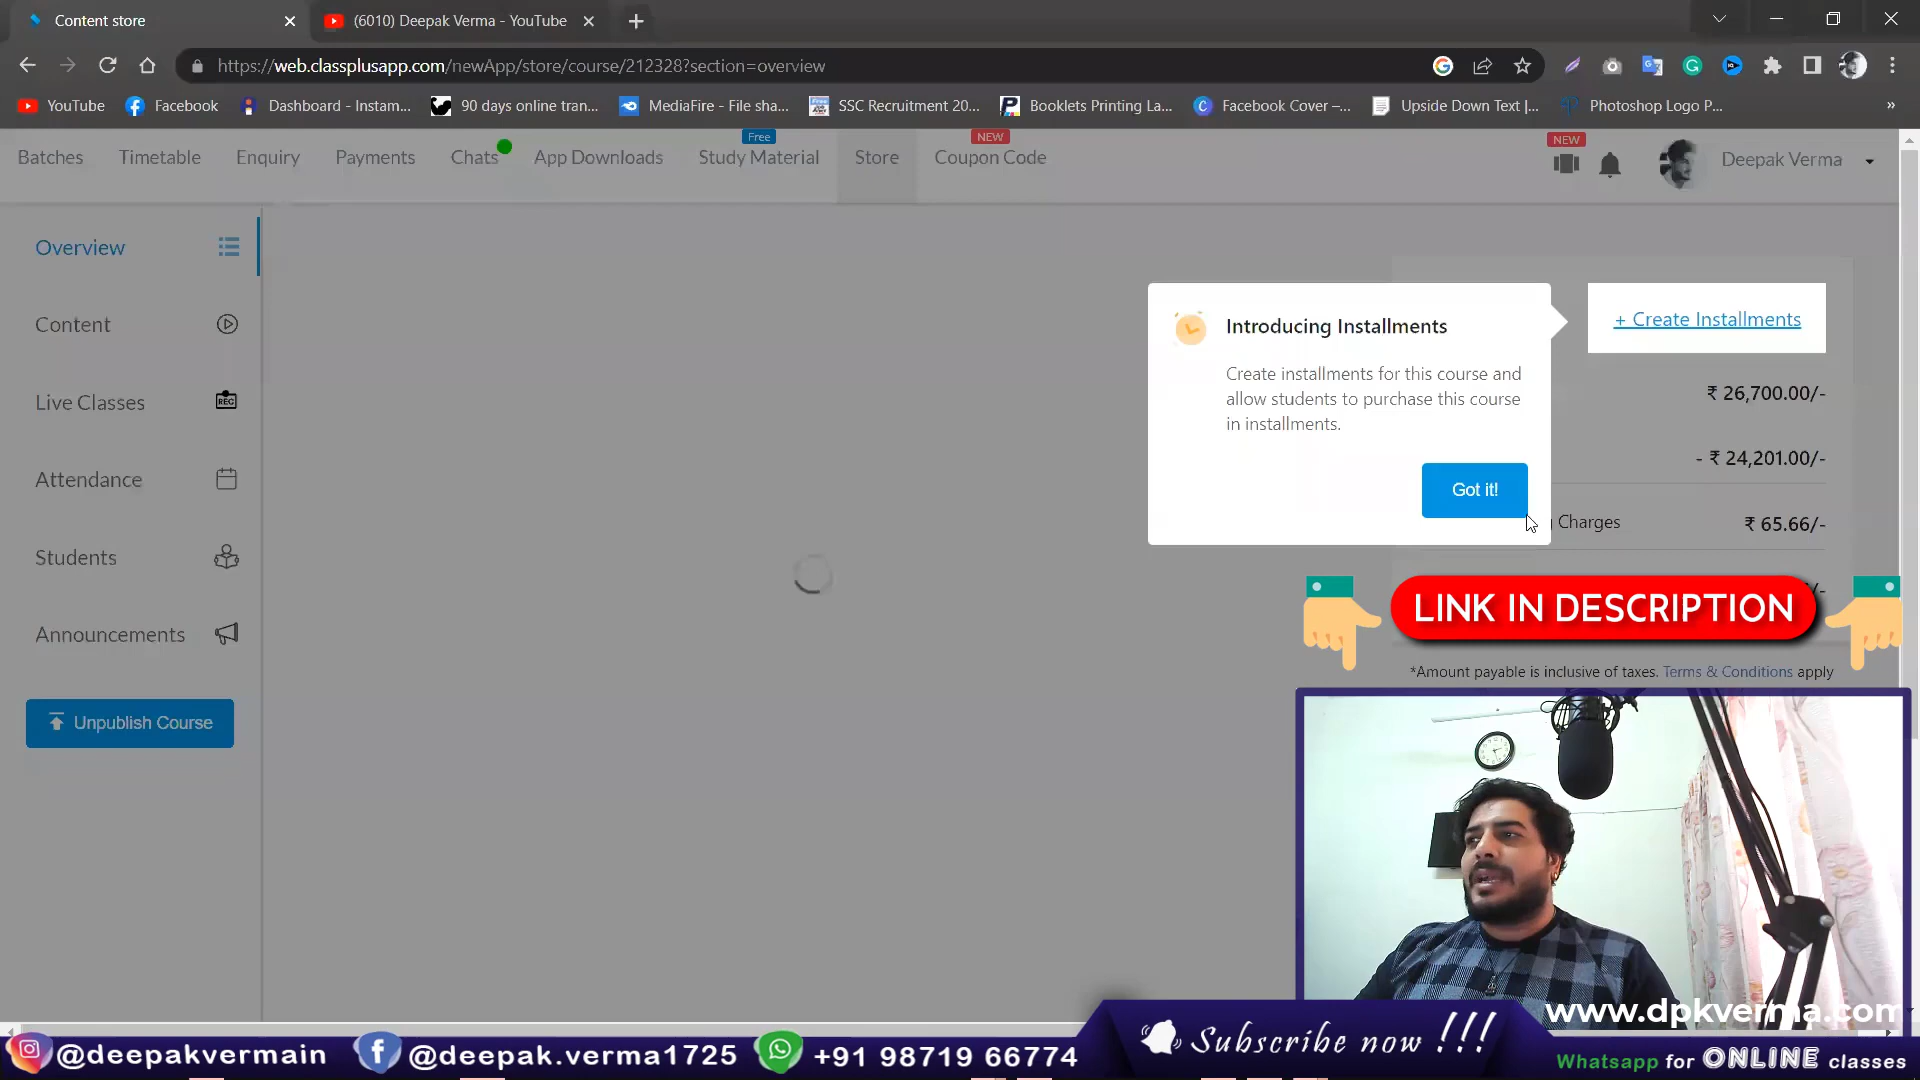 Content store
(6010) Deepak Verma - YouTube
https://web.classplusapp.com/newApp/store/course/212328?section=overview
YouTube
Facebook
Dashboard - Instam...
90 days online tran...
MediaFire - File sha...
SSC Recruitment 20...
Booklets Printing La...
Facebook Cover –...
Upside Down Text |...
Photoshop Logo P...
»
Free
NEW
NEW
Batches
Timetable
Enquiry
Payments
Chats
App Downloads
Study Material
Store
Coupon Code
Deepak Verma
Overview
Content
Live Classes
REC
Attendance
Students
Announcements
Unpublish Course
Introducing Installments
Create installments for this course and
allow students to purchase this course
in installments.
Got it!
+ Create Installments
₹ 26,700.00/-
- ₹ 24,201.00/-
Charges
₹ 65.66/-
/-
LINK IN DESCRIPTION
*Amount payable is inclusive of taxes. Terms & Conditions apply
www.dpkverma.com
@deepakvermain
@deepak.verma1725
+91 98719 66774
Subscribe now !!!
Whatsapp for ONLINE classes